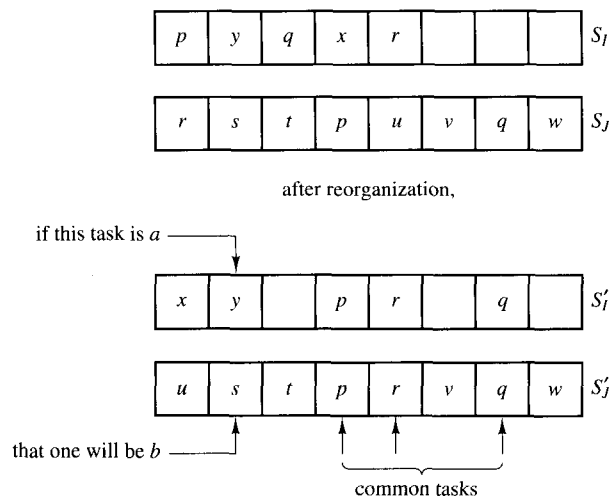 p y q x r S_I
r s t p u v q w S_J
after reorganization,
if this task is a
x y p r q S'_I
u s t p r v q w S'_J
that one will be b
common tasks